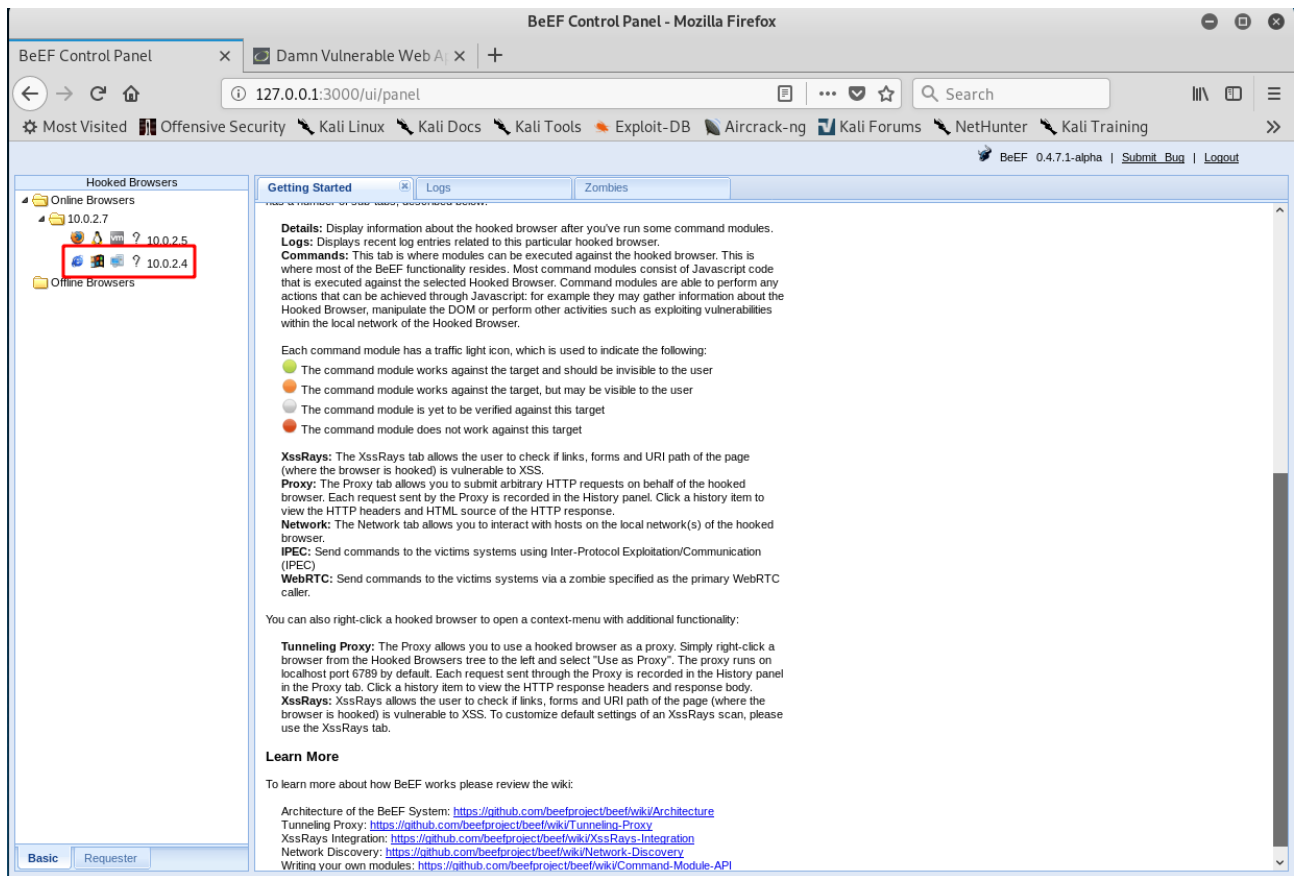 BeEF Control Panel - Mozilla Firefox
BeEF Control Panel
Damn Vulnerable Web A
127.0.0.1:3000/ui/panel
Search
Most Visited Offensive Security Kali Linux Kali Docs Kali Tools Exploit-DB Aircrack-ng Kali Forums NetHunter Kali Training
BeEF 0.4.7.1-alpha | Submit Bug | Logout
Hooked Browsers
Online Browsers
10.0.2.7
? 10.0.2.5
? 10.0.2.4
Offline Browsers
Basic Requester
Getting Started Logs Zombies
has a number of sub-tabs, described below:
Details: Display information about the hooked browser after you've run some command modules.
Logs: Displays recent log entries related to this particular hooked browser.
Commands: This tab is where modules can be executed against the hooked browser. This is
where most of the BeEF functionality resides. Most command modules consist of Javascript code
that is executed against the selected Hooked Browser. Command modules are able to perform any
actions that can be achieved through Javascript: for example they may gather information about the
Hooked Browser, manipulate the DOM or perform other activities such as exploiting vulnerabilities
within the local network of the Hooked Browser.
Each command module has a traffic light icon, which is used to indicate the following:
The command module works against the target and should be invisible to the user
The command module works against the target, but may be visible to the user
The command module is yet to be verified against this target
The command module does not work against this target
XssRays: The XssRays tab allows the user to check if links, forms and URI path of the page
(where the browser is hooked) is vulnerable to XSS.
Proxy: The Proxy tab allows you to submit arbitrary HTTP requests on behalf of the hooked
browser. Each request sent by the Proxy is recorded in the History panel. Click a history item to
view the HTTP headers and HTML source of the HTTP response.
Network: The Network tab allows you to interact with hosts on the local network(s) of the hooked
browser.
IPEC: Send commands to the victims systems using Inter-Protocol Exploitation/Communication
(IPEC)
WebRTC: Send commands to the victims systems via a zombie specified as the primary WebRTC
caller.
You can also right-click a hooked browser to open a context-menu with additional functionality:
Tunneling Proxy: The Proxy allows you to use a hooked browser as a proxy. Simply right-click a
browser from the Hooked Browsers tree to the left and select "Use as Proxy". The proxy runs on
localhost port 6789 by default. Each request sent through the Proxy is recorded in the History panel
in the Proxy tab. Click a history item to view the HTTP response headers and response body.
XssRays: XssRays allows the user to check if links, forms and URI path of the page (where the
browser is hooked) is vulnerable to XSS. To customize default settings of an XssRays scan, please
use the XssRays tab.
Learn More
To learn more about how BeEF works please review the wiki:
Architecture of the BeEF System: https://github.com/beefproject/beef/wiki/Architecture
Tunneling Proxy: https://github.com/beefproject/beef/wiki/Tunneling-Proxy
XssRays Integration: https://github.com/beefproject/beef/wiki/XssRays-Integration
Network Discovery: https://github.com/beefproject/beef/wiki/Network-Discovery
Writing your own modules: https://github.com/beefproject/beef/wiki/Command-Module-API